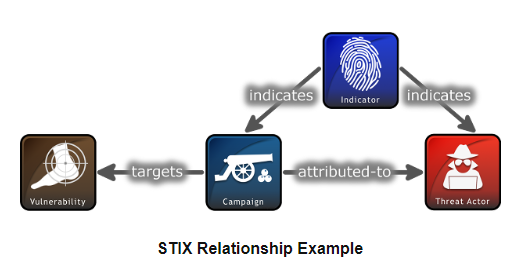 Indicator
indicates
indicates
Vulnerability
targets
Campaign
attributed-to
Threat Actor
STIX Relationship Example